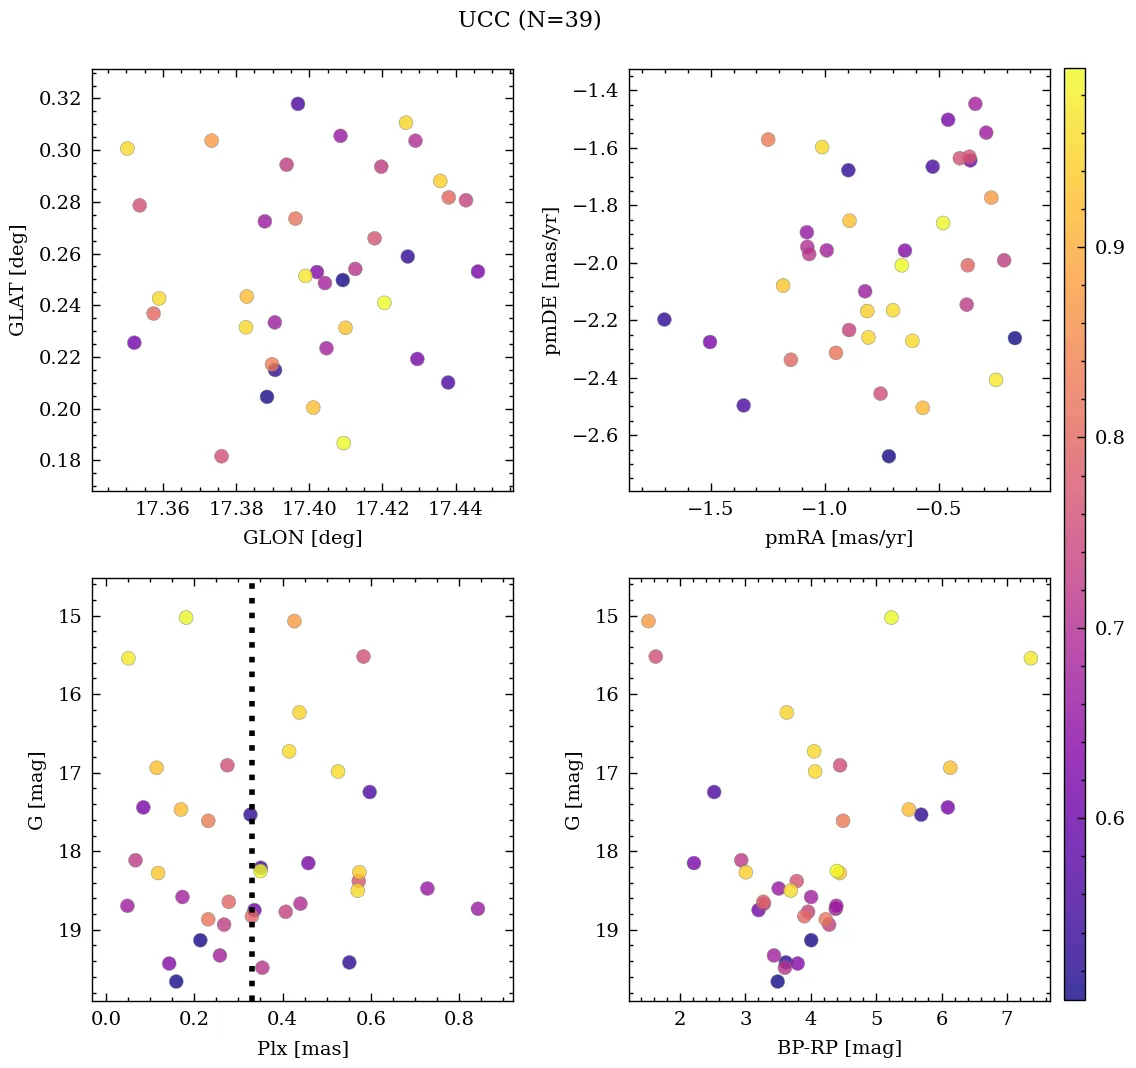 UCC (N=39)
0.32
0.30
0.28
0.26
0.24
0.22
0.20
0.18
GLAT [deg]
17.36 17.38 17.40 17.42 17.44
GLON [deg]
−1.4
−1.6
−1.8
−2.0
−2.2
−2.4
−2.6
pmDE [mas/yr]
−1.5 −1.0 −0.5
pmRA [mas/yr]
15
16
17
18
19
G [mag]
0.0 0.2 0.4 0.6 0.8
Plx [mas]
15
16
17
18
19
G [mag]
2 3 4 5 6 7
BP-RP [mag]
0.9
0.8
0.7
0.6